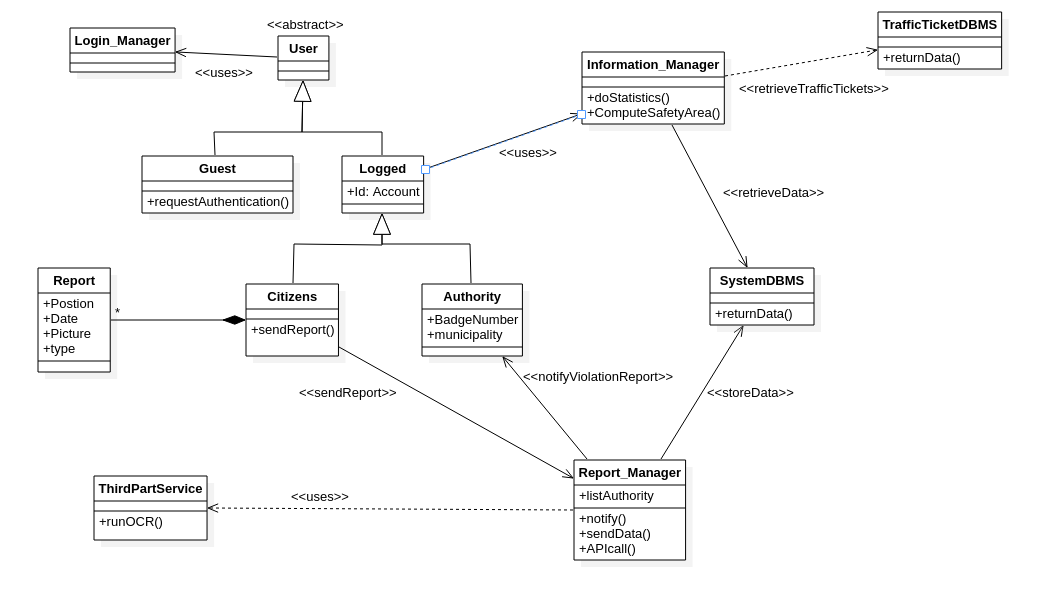 <<abstract>>
TrafficTicketDBMS
+returnData()
Login_Manager
User
<<uses>>
Information_Manager
+doStatistics()
+ComputeSafetyArea()
<<retrieveTrafficTickets>>
<<uses>>
Guest
+requestAuthentication()
Logged
+Id: Account
<<retrieveData>>
Report
+Postion
+Date
+Picture
+type
*
Citizens
+sendReport()
Authority
+BadgeNumber
+municipality
SystemDBMS
+returnData()
<<notifyViolationReport>>
<<sendReport>>
<<storeData>>
Report_Manager
+listAuthority
+notify()
+sendData()
+APIcall()
ThirdPartService
+runOCR()
<<uses>>